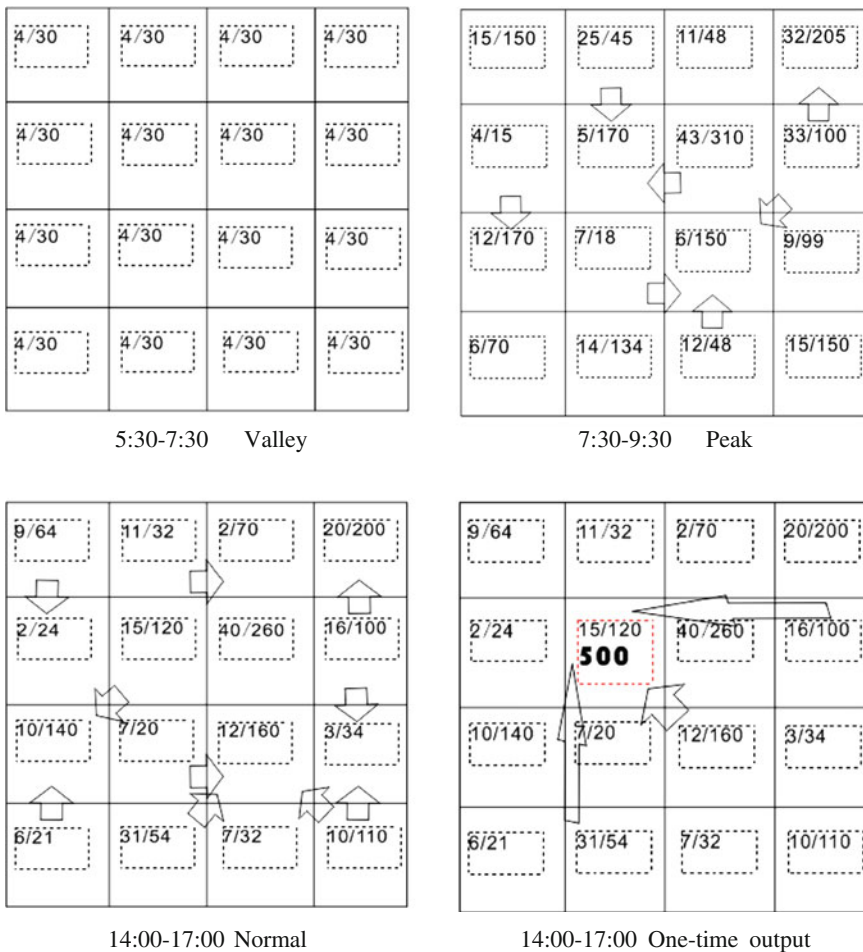 4/30 4/30 4/30 4/30
4/30 4/30 4/30 4/30
4/30 4/30 4/30 4/30
4/30 4/30 4/30 4/30
5:30-7:30 Valley
15/150 25/45 11/48 32/205
4/15 5/170 43/310 33/100
12/170 7/18 6/150 9/99
6/70 14/134 12/48 15/150
7:30-9:30 Peak
9/64 11/32 2/70 20/200
2/24 15/120 40/260 16/100
10/140 7/20 12/160 3/34
6/21 31/54 7/32 10/110
14:00-17:00 Normal
9/64 11/32 2/70 20/200
2/24 15/120 40/260 16/100
500
10/140 7/20 12/160 3/34
6/21 31/54 7/32 10/110
14:00-17:00 One-time output